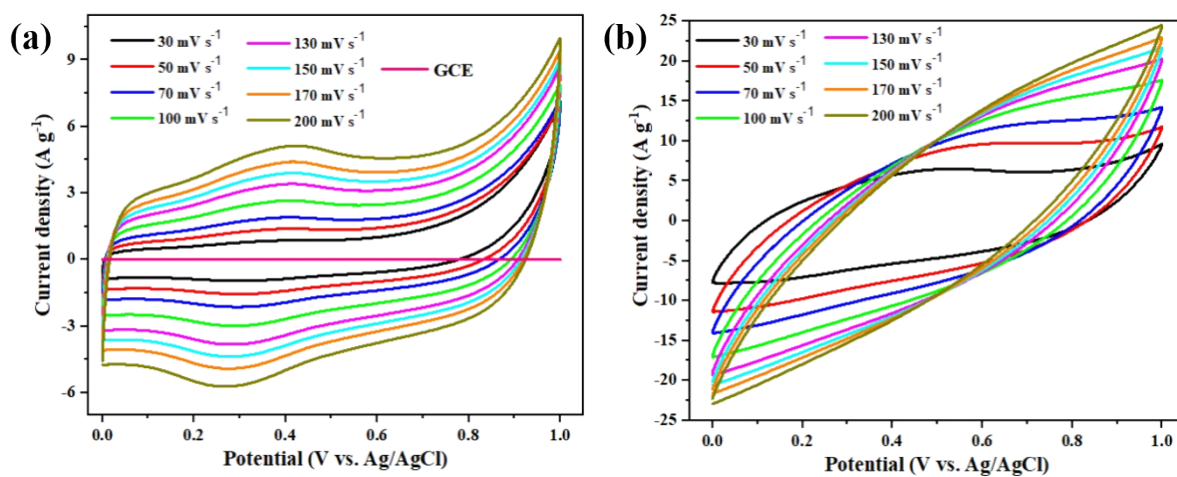 (a)
30 mV s-1
50 mV s-1
70 mV s-1
100 mV s-1
130 mV s-1
150 mV s-1
170 mV s-1
200 mV s-1
GCE
9
6
3
0
-3
-6
Current density (A g-1)
0.0 0.2 0.4 0.6 0.8 1.0
Potential (V vs. Ag/AgCl)
(b)
30 mV s-1
50 mV s-1
70 mV s-1
100 mV s-1
130 mV s-1
150 mV s-1
170 mV s-1
200 mV s-1
25
20
15
10
5
0
-5
-10
-15
-20
-25
Current density (A g-1)
0.0 0.2 0.4 0.6 0.8 1.0
Potential (V vs. Ag/AgCl)